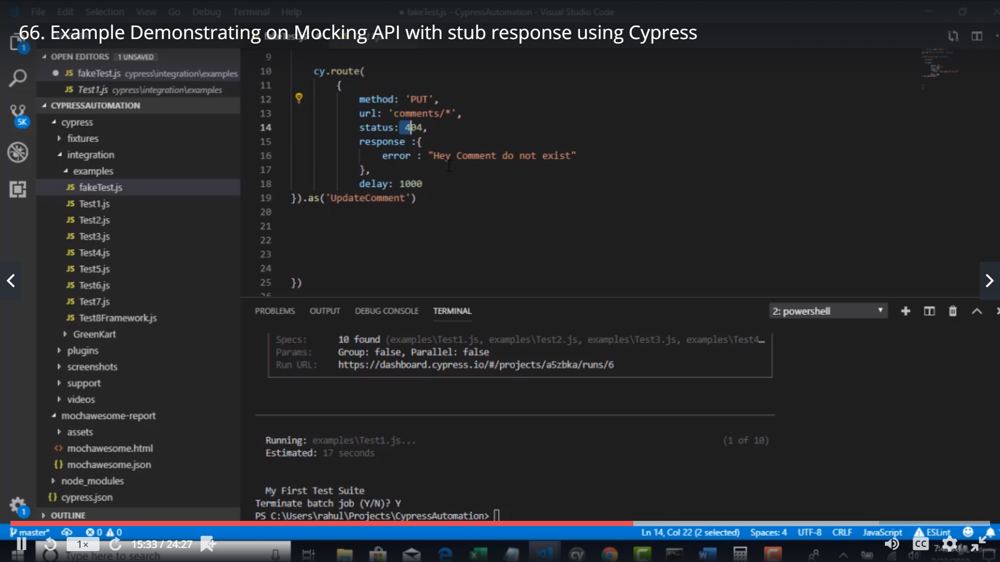 File Edit Selection View Go Debug Terminal Help
● fakeTest.js - CypressAutomation - Visual Studio Code
66. Example Demonstrating on Mocking API with stub response using Cypress
1
OPEN EDITORS 1 UNSAVED
JS fakeTest.js cypress\integration\examples
JS Test1.js cypress\integration\examples
CYPRESSAUTOMATION
5K
cypress
fixtures
integration
examples
JS fakeTest.js
JS Test1.js
JS Test2.js
JS Test3.js
JS Test4.js
JS Test5.js
JS Test6.js
JS Test7.js
JS Test8Framework.js
GreenKart
plugins
screenshots
support
videos
mochawesome-report
assets
<> mochawesome.html
{} mochawesome.json
node_modules
{} cypress.json
OUTLINE
1
9
10 cy.route(
11 {
12 method: 'PUT',
13 url: 'comments/*',
14 status: 404,
15 response :{
16 error : "Hey Comment do not exist"
17 },
18 delay: 1000
19 }).as('UpdateComment')
20
21
22
23
24
25 })
26
PROBLEMS OUTPUT DEBUG CONSOLE TERMINAL 2: powershell
Specs: 10 found (examples\Test1.js, examples\Test2.js, examples\Test3.js, examples\Test4…
Params: Group: false, Parallel: false
Run URL: https://dashboard.cypress.io/#/projects/a5zbka/runs/6
Running: examples\Test1.js... (1 of 10)
Estimated: 17 seconds
My First Test Suite
Terminate batch job (Y/N)? Y
PS C:\Users\rahul\Projects\CypressAutomation>
master* 0 0 Ln 14, Col 22 (2 selected) Spaces: 4 UTF-8 CRLF JavaScript ESLint
1× 15:33 / 24:27 CC
Type here to search